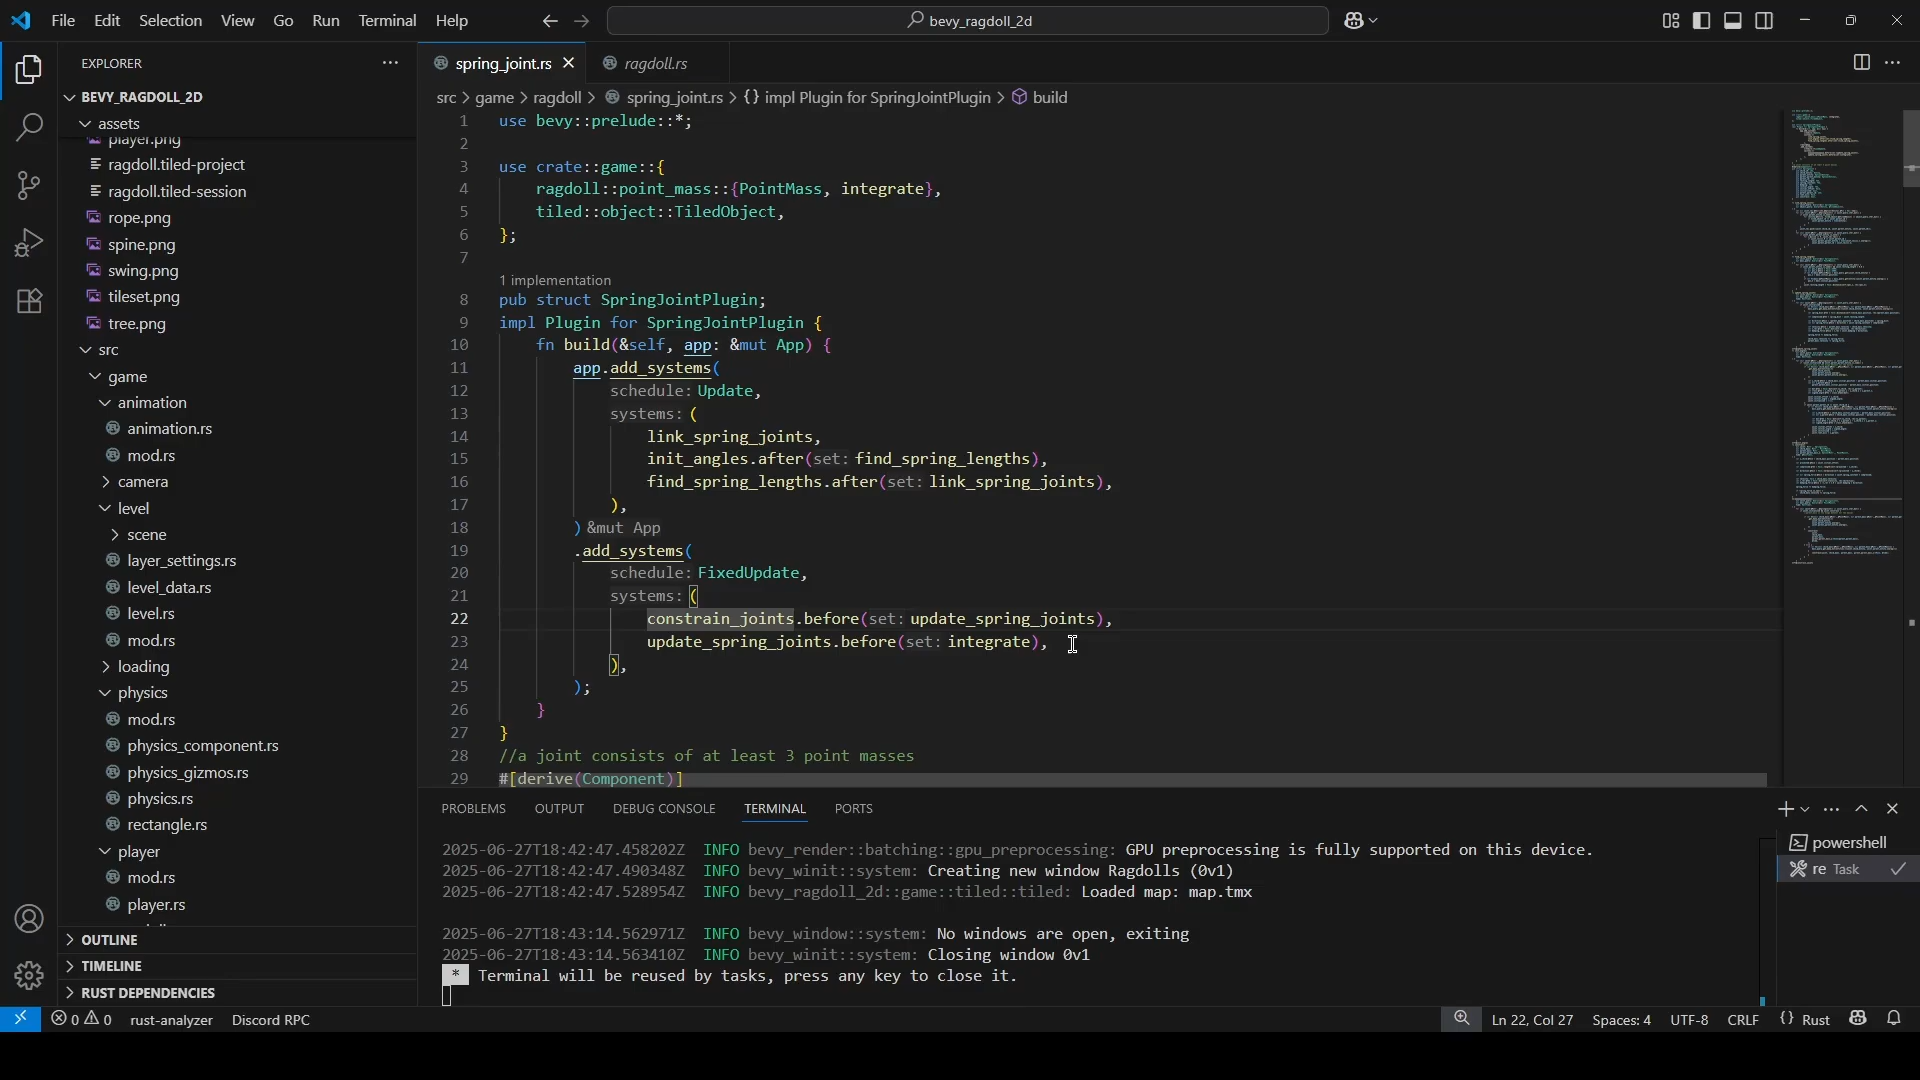 File Edit Selection View Go Run Terminal Help
bevy_ragdoll_2d
EXPLORER
BEVY_RAGDOLL_2D
assets
player.png
ragdoll.tiled-project
ragdoll.tiled-session
rope.png
spine.png
swing.png
tileset.png
tree.png
src
game
animation
animation.rs
mod.rs
camera
level
scene
layer_settings.rs
level_data.rs
level.rs
mod.rs
loading
physics
mod.rs
physics_component.rs
physics_gizmos.rs
physics.rs
rectangle.rs
player
mod.rs
player.rs
OUTLINE
TIMELINE
RUST DEPENDENCIES
spring_joint.rs
ragdoll.rs
src > game > ragdoll > spring_joint.rs > {} impl Plugin for SpringJointPlugin > build
1 use bevy::prelude::*;
2
3 use crate::game::{
4 ragdoll::point_mass::{PointMass, integrate},
5 tiled::object::TiledObject,
6 };
7
1 implementation
8 pub struct SpringJointPlugin;
9 impl Plugin for SpringJointPlugin {
10 fn build(&self, app: &mut App) {
11 app.add_systems(
12 schedule: Update,
13 systems: (
14 link_spring_joints,
15 init_angles.after(set: find_spring_lengths),
16 find_spring_lengths.after(set: link_spring_joints),
17 ),
18 ) &mut App
19 .add_systems(
20 schedule: FixedUpdate,
21 systems: (
22 constrain_joints.before(set: update_spring_joints),
23 update_spring_joints.before(set: integrate),
24 ),
25 );
26 }
27 }
28 //a joint consists of at least 3 point masses
29 #[derive(Component)]
PROBLEMS OUTPUT DEBUG CONSOLE TERMINAL PORTS
2025-06-27T18:42:47.458202Z INFO bevy_render::batching::gpu_preprocessing: GPU preprocessing is fully supported on this device.
2025-06-27T18:42:47.490348Z INFO bevy_winit::system: Creating new window Ragdolls (0v1)
2025-06-27T18:42:47.528954Z INFO bevy_ragdoll_2d::game::tiled::tiled: Loaded map: map.tmx
2025-06-27T18:43:14.562971Z INFO bevy_window::system: No windows are open, exiting
2025-06-27T18:43:14.563410Z INFO bevy_winit::system: Closing window 0v1
* Terminal will be reused by tasks, press any key to close it.
powershell
re Task
0 0 rust-analyzer Discord RPC
Ln 22, Col 27 Spaces: 4 UTF-8 CRLF {} Rust